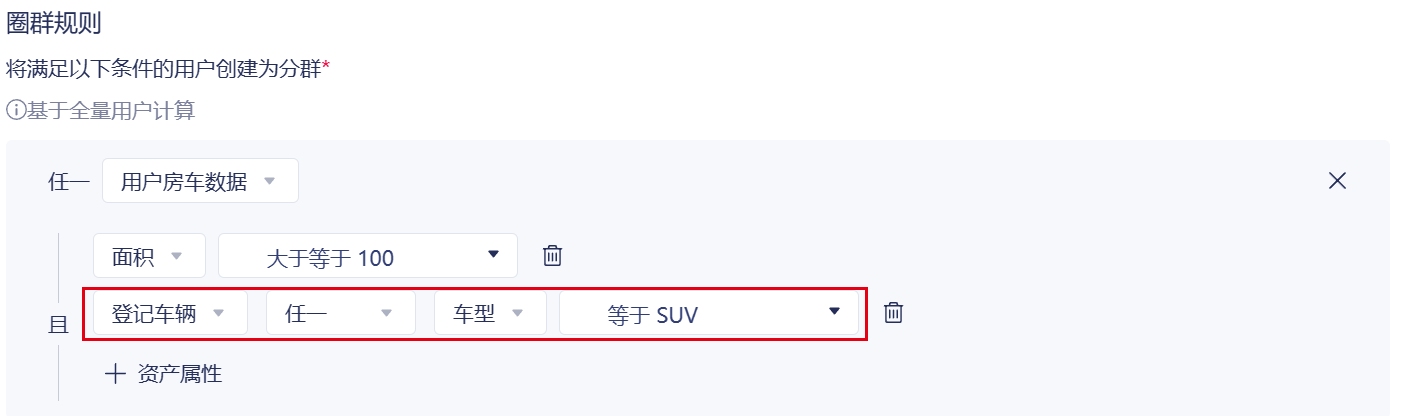 圈群规则
将满足以下条件的用户创建为分群*
基于全量用户计算
任一 用户房车数据
面积 大于等于 100
且
登记车辆 任一 车型 等于 SUV
资产属性